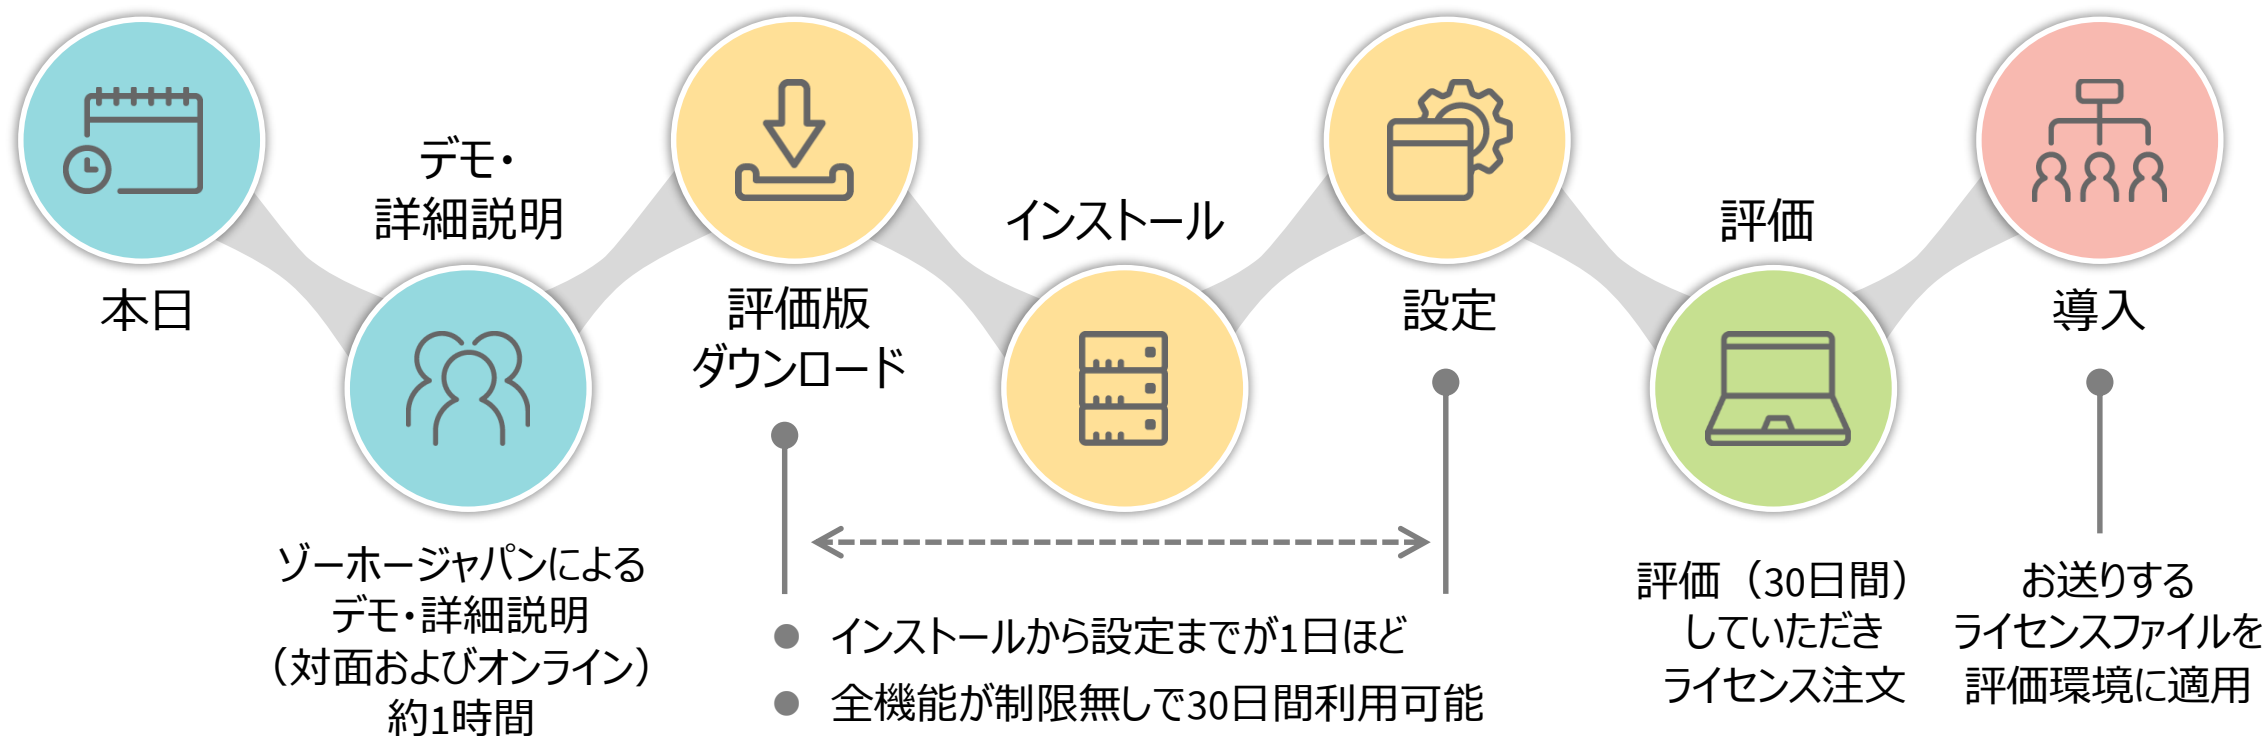 本日
デモ・
詳細説明
ゾーホージャパンによる
デモ・詳細説明
（対面およびオンライン）
約1時間
評価版
ダウンロード
インストール
設定
インストールから設定までが1日ほど
全機能が制限無しで30日間利用可能
評価
評価（30日間）
していただき
ライセンス注文
導入
お送りする
ライセンスファイルを
評価環境に適用